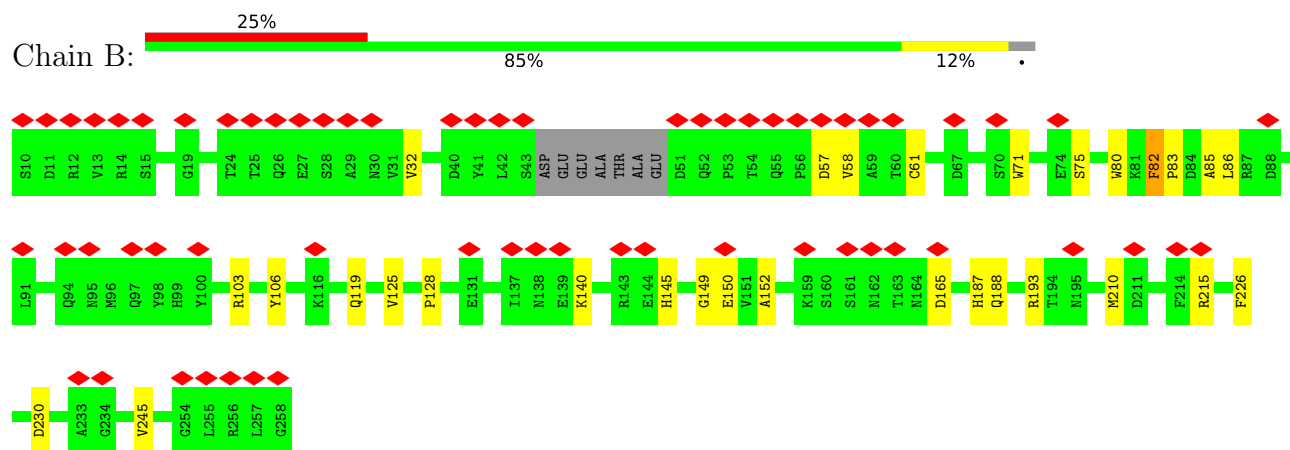 25%
Chain B:
85% 12% •
S10 D11 R12 V13 R14 S15 G19 T24 T25 Q26 E27 S28 A29 N30 V31 V32 D40 Y41 L42 S43 ASP GLU GLU ALA THR ALA GLU D51 Q52 P53 T54 Q55 P56 D57 V58 A59 T60 C61 D67 S70 W71 E74 S75 W80 K81 F82 P83 D84 A85 L86 R87 D88
L91 Q94 N95 M96 Q97 Y98 H99 Y100 R103 Y106 K116 Q119 V125 P128 E131 T137 N138 E139 K140 R143 E144 H145 G149 E150 V151 A152 K159 S160 S161 N162 T163 N164 D165 H187 Q188 R193 T194 N195 M210 D211 F214 R215 F226
D230 A233 G234 V245 G254 L255 R256 L257 G258